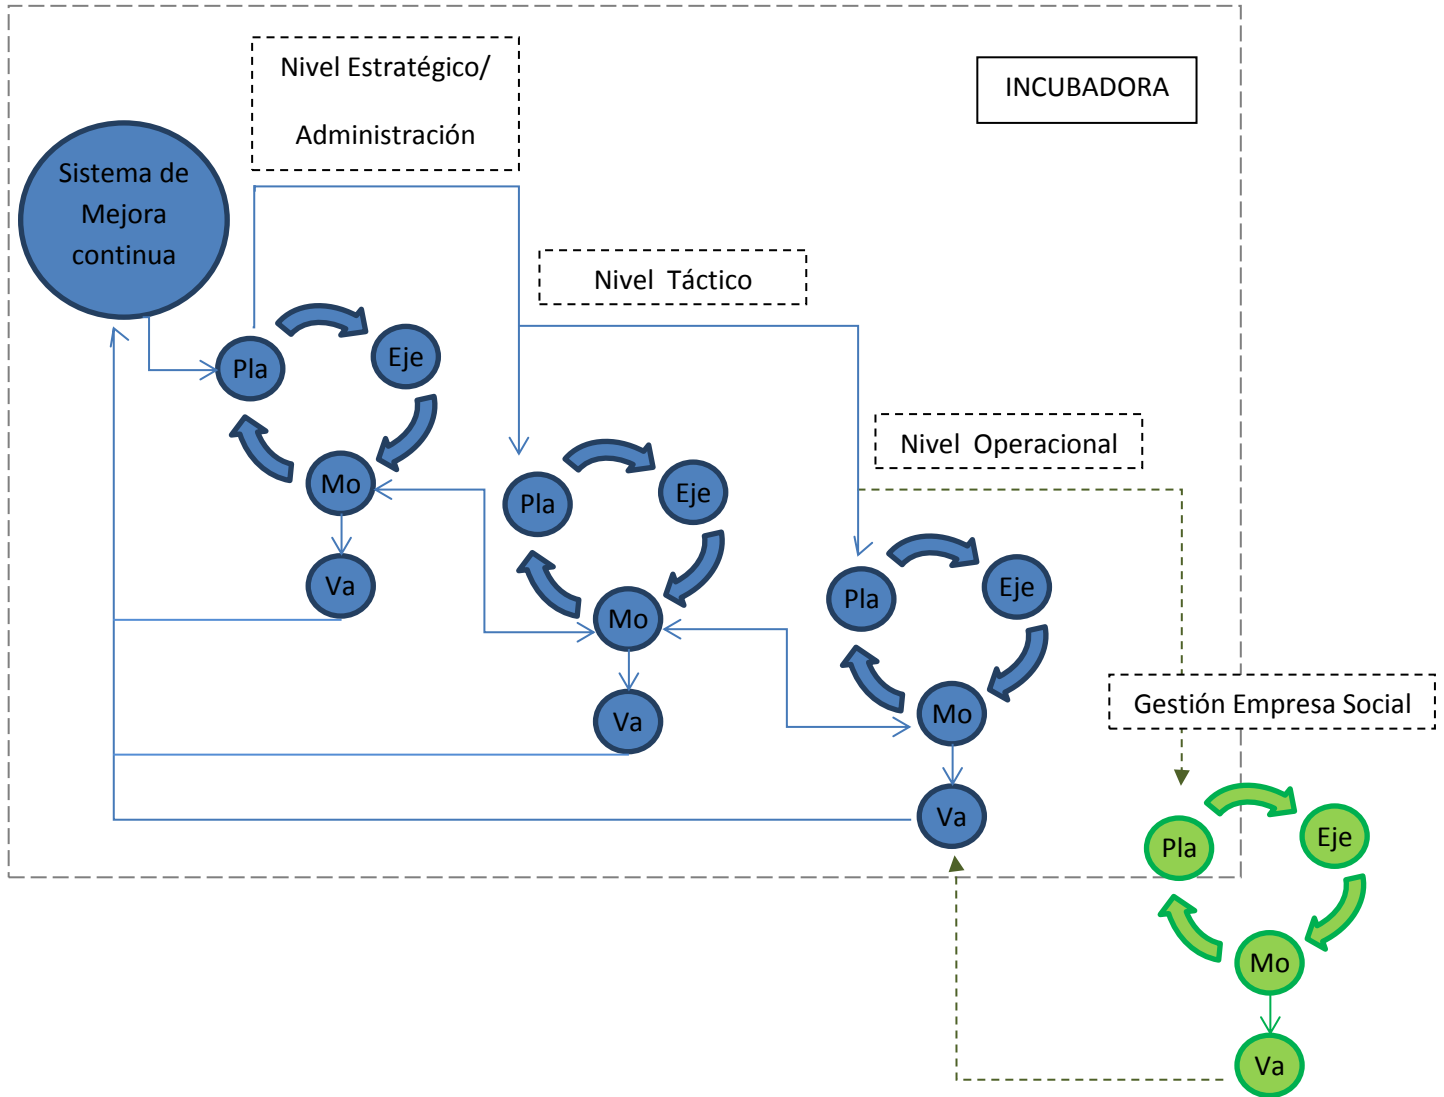 Nivel Estratégico/
Administración
INCUBADORA
Sistema de
Mejora
continua
Nivel Táctico
Pla
Eje
Mo
Va
Nivel Operacional
Pla
Eje
Mo
Va
Pla
Eje
Mo
Va
Gestión Empresa Social
Pla
Eje
Mo
Va